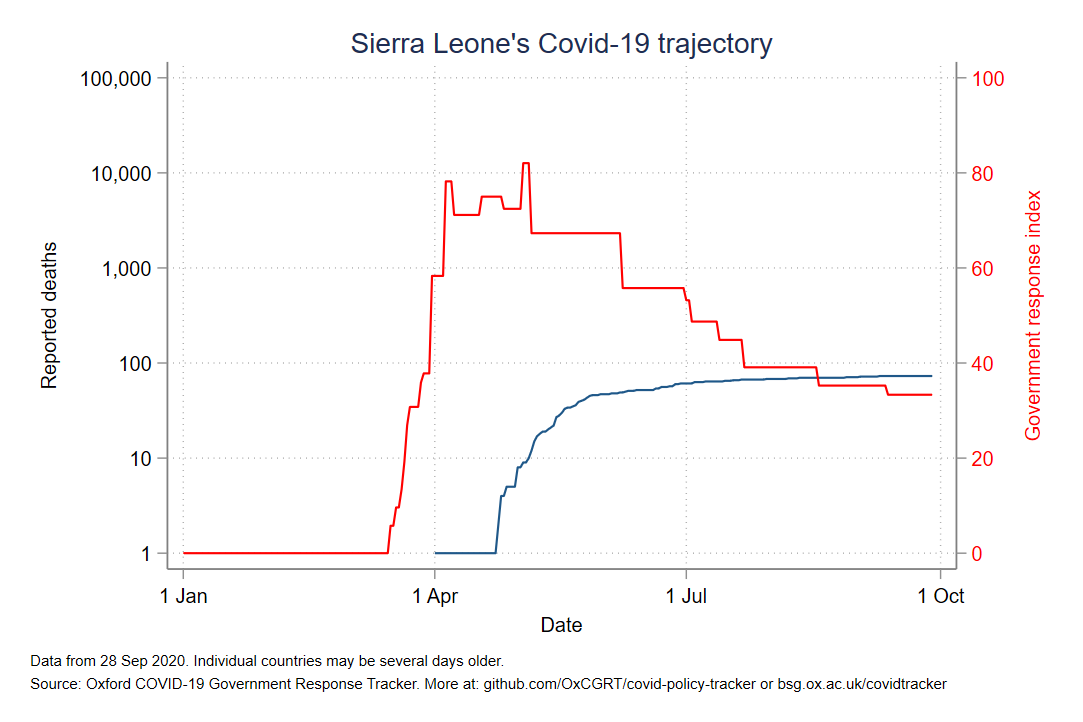 Sierra Leone's Covid-19 trajectory
100,000
10,000
1,000
100
10
1
Reported deaths
100
80
60
40
20
0
Government response index
1 Jan
1 Apr
1 Jul
1 Oct
Date
Data from 28 Sep 2020. Individual countries may be several days older.
Source: Oxford COVID-19 Government Response Tracker. More at: github.com/OxCGRT/covid-policy-tracker or bsg.ox.ac.uk/covidtracker